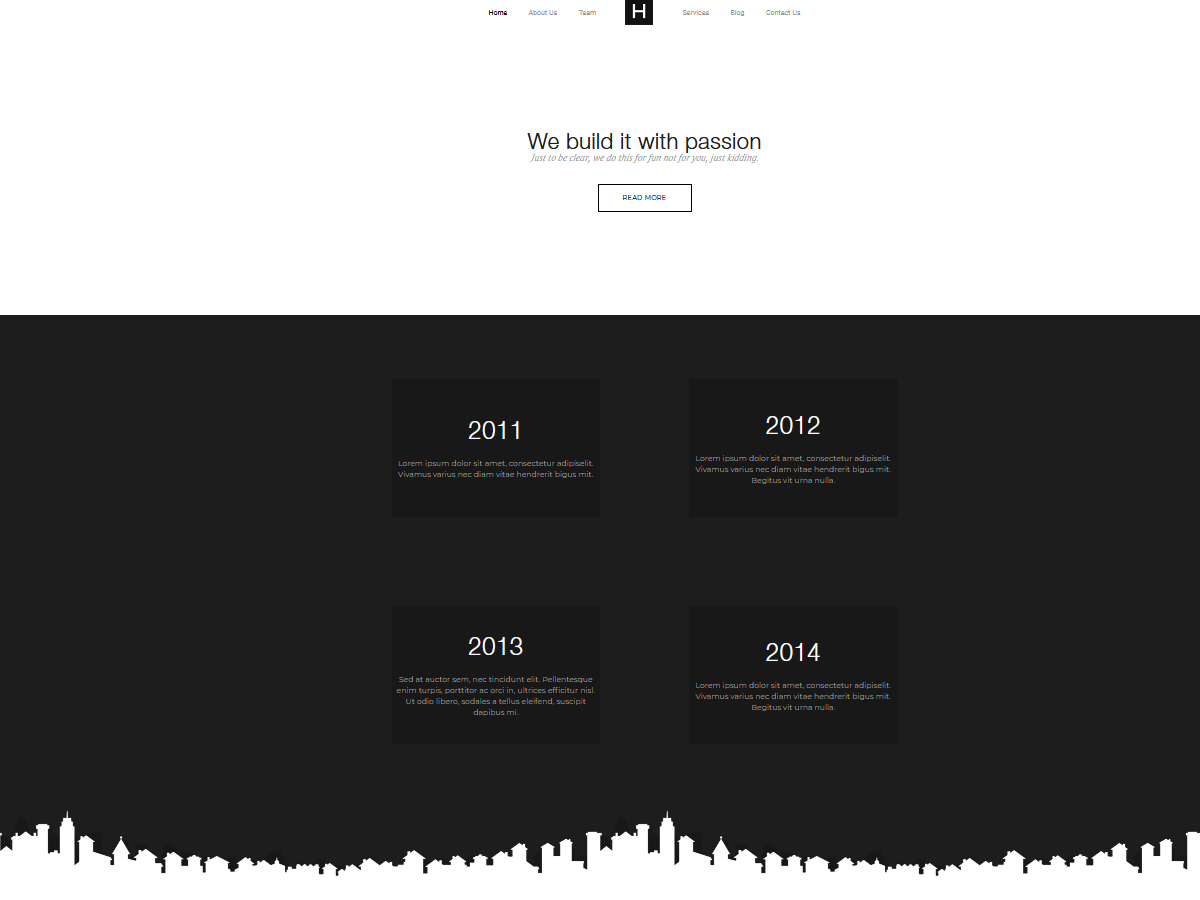 Home About Us Team H Services Blog Contact Us
We build it with passion
Just to be clear, we do this for fun not for you, just kidding.
READ MORE
2011
Lorem ipsum dolor sit amet, consectetur adipiselit.
Vivamus varius nec diam vitae hendrerit bigus mit.
2012
Lorem ipsum dolor sit amet, consectetur adipiselit.
Vivamus varius nec diam vitae hendrerit bigus mit.
Begitus vit urna nulla.
2013
Sed at auctor sem, nec tincidunt elit. Pellentesque
enim turpis, porttitor ac orci in, ultrices efficitur nisl.
Ut odio libero, sodales a tellus eleifend, suscipit
dapibus mi.
2014
Lorem ipsum dolor sit amet, consectetur adipiselit.
Vivamus varius nec diam vitae hendrerit bigus mit.
Begitus vit urna nulla.